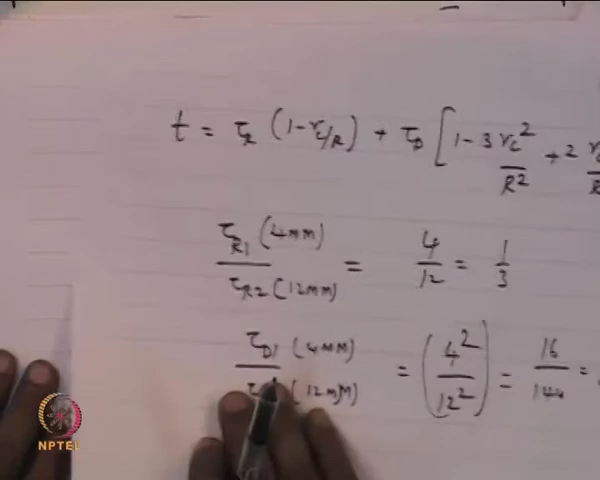 t = τR (1 - rc/R) + τD [1 - 3 rc²/R² + 2 rc
τR1 (4mm) / τR2 (12mm) = 4/12 = 1/3
τD1 (4mm) / (12mm) = (4²/12²) = 16/144 =
NPTEL